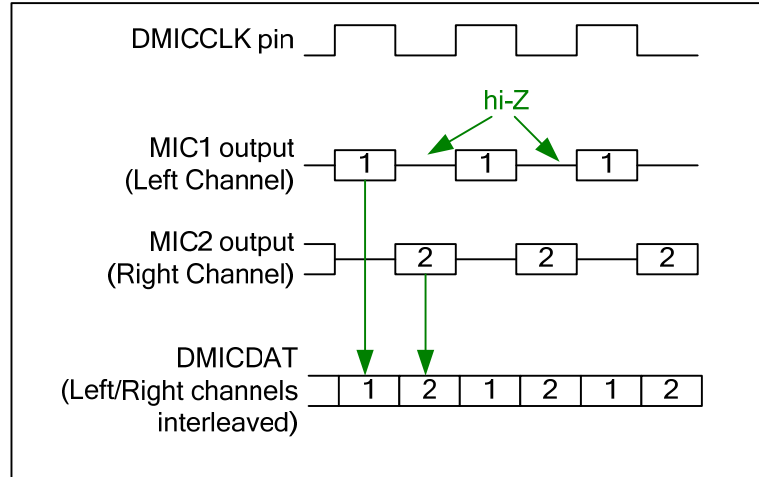 DMICCLK pin
hi-Z
MIC1 output
(Left Channel)
1 1 1
MIC2 output
(Right Channel)
2 2 2
DMICDAT
(Left/Right channels
interleaved)
1 2 1 2 1 2